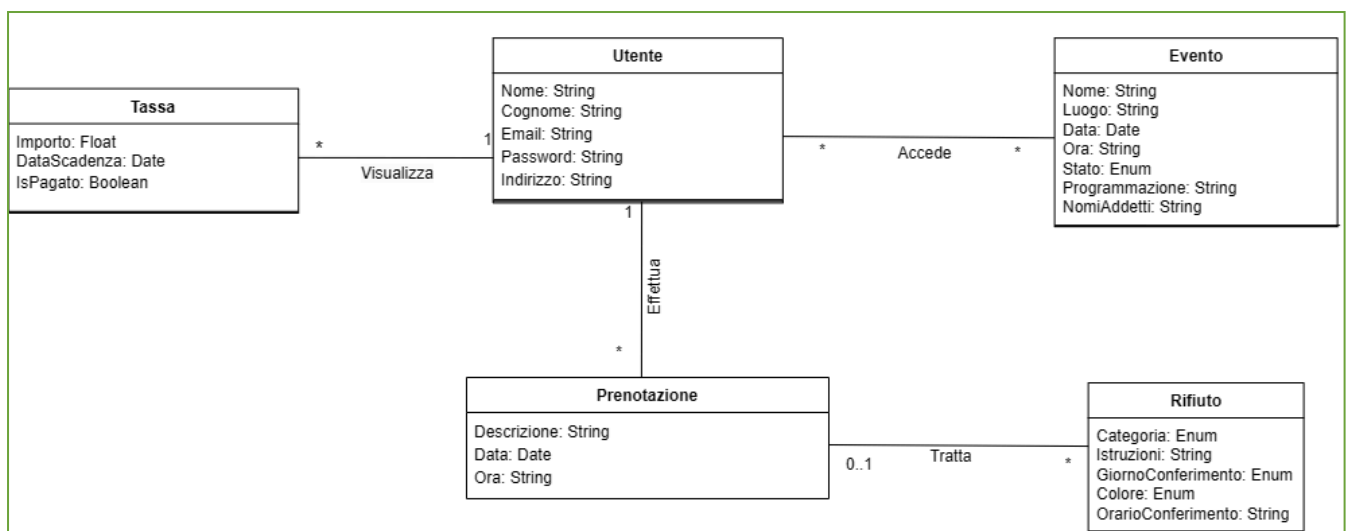 Utente
Nome: String
Cognome: String
Email: String
Password: String
Indirizzo: String
Evento
Nome: String
Luogo: String
Data: Date
Ora: String
Stato: Enum
Programmazione: String
NomiAddetti: String
Tassa
Importo: Float
DataScadenza: Date
IsPagato: Boolean
*
Visualizza
1
*
Accede
*
1
Effettua
*
Prenotazione
Descrizione: String
Data: Date
Ora: String
0..1
Tratta
*
Rifiuto
Categoria: Enum
Istruzioni: String
GiornoConferimento: Enum
Colore: Enum
OrarioConferimento: String